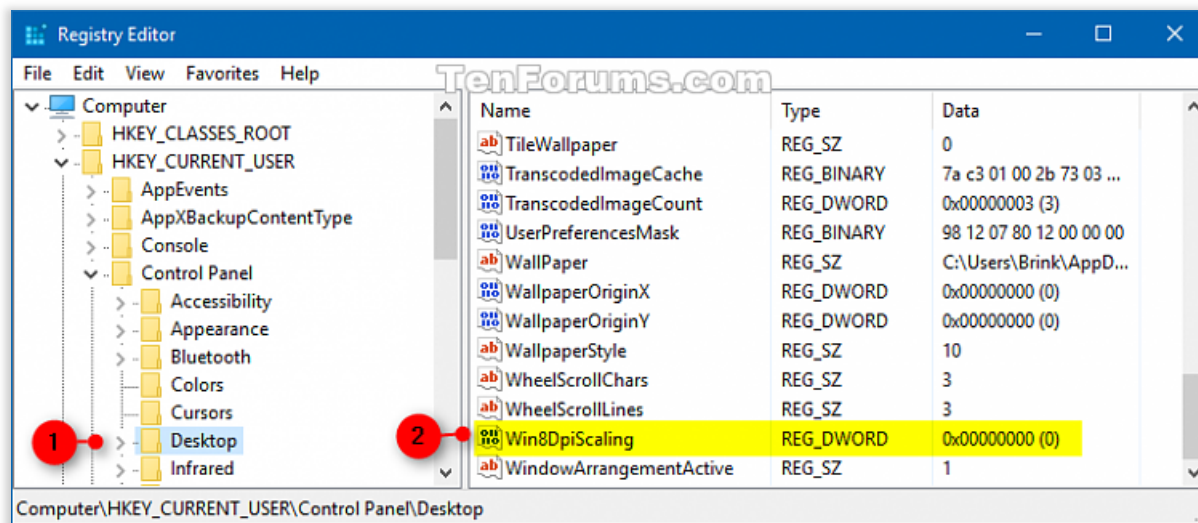 Registry Editor
File Edit View Favorites Help
TenForums.com
Computer
HKEY_CLASSES_ROOT
HKEY_CURRENT_USER
AppEvents
AppXBackupContentType
Console
Control Panel
Accessibility
Appearance
Bluetooth
Colors
Cursors
1 Desktop
Infrared
Name Type Data
TileWallpaper REG_SZ 0
TranscodedImageCache REG_BINARY 7a c3 01 00 2b 73 03 ...
TranscodedImageCount REG_DWORD 0x00000003 (3)
UserPreferencesMask REG_BINARY 98 12 07 80 12 00 00 00
WallPaper REG_SZ C:\Users\Brink\AppD...
WallpaperOriginX REG_DWORD 0x00000000 (0)
WallpaperOriginY REG_DWORD 0x00000000 (0)
WallpaperStyle REG_SZ 10
WheelScrollChars REG_SZ 3
WheelScrollLines REG_SZ 3
2 Win8DpiScaling REG_DWORD 0x00000000 (0)
WindowArrangementActive REG_SZ 1
Computer\HKEY_CURRENT_USER\Control Panel\Desktop